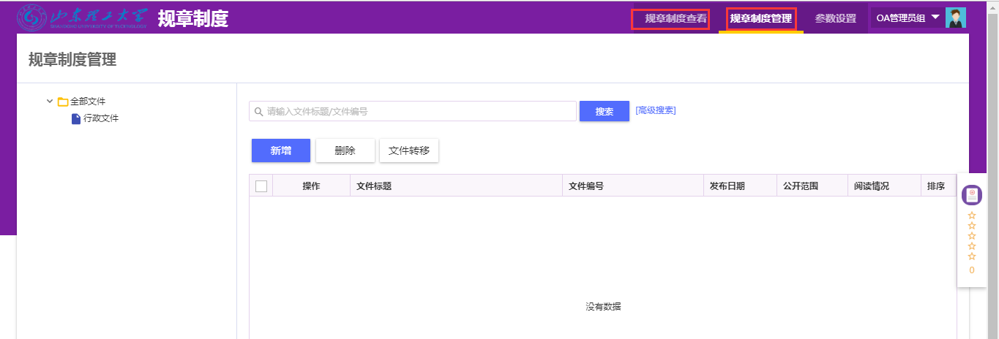 山东理工大学
SHANDONG UNIVERSITY OF TECHNOLOGY
规章制度
规章制度查看
规章制度管理
参数设置
OA管理员组
规章制度管理
全部文件
行政文件
请输入文件标题/文件编号
搜索
[高级搜索]
新增
删除
文件转移
操作
文件标题
文件编号
发布日期
公开范围
阅读情况
排序
没有数据
0